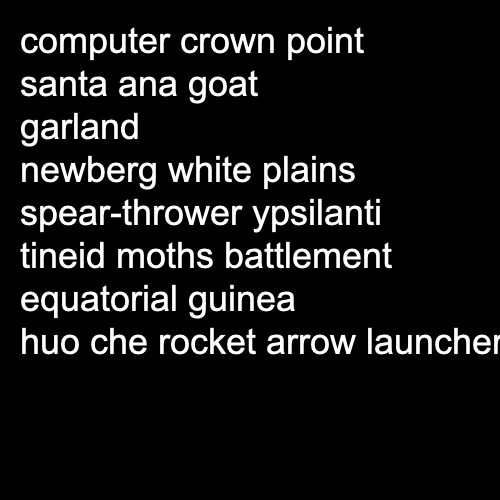 computer crown point
santa ana goat
garland
newberg white plains
spear-thrower ypsilanti
tineid moths battlement
equatorial guinea
huo che rocket arrow launcher